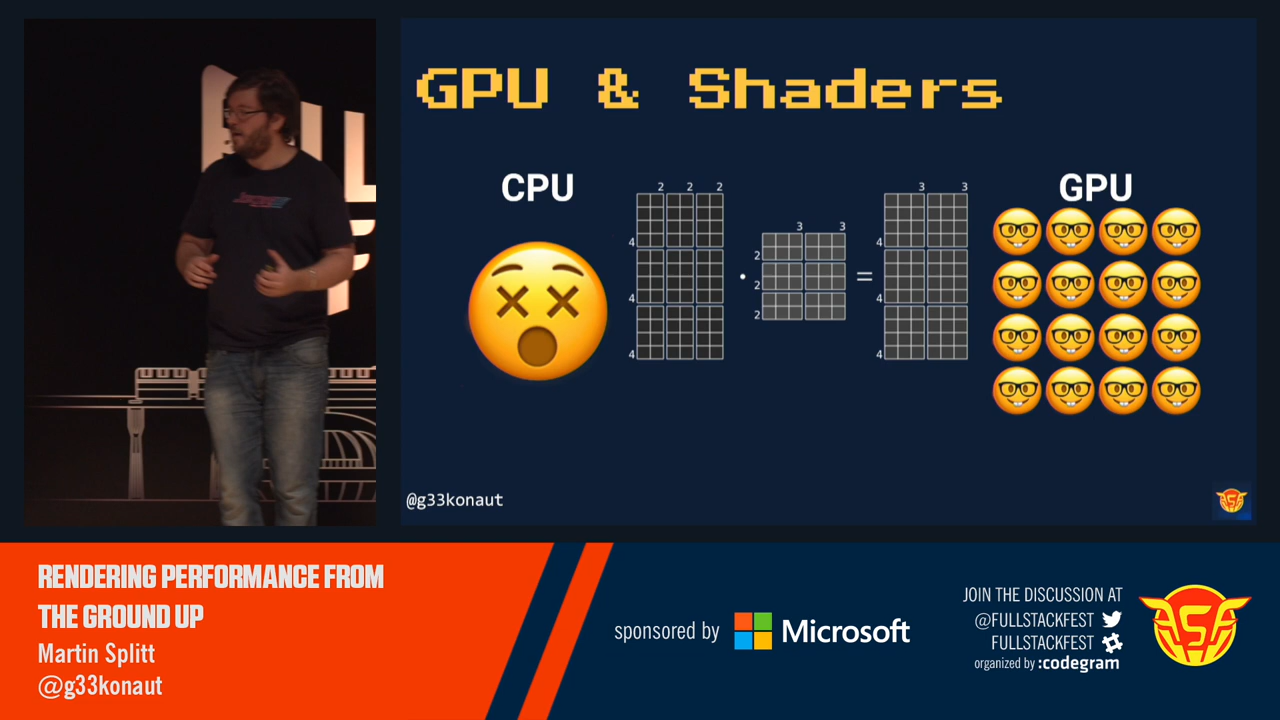 GPU & Shaders
CPU
GPU
2 2 2
4
4
4
3 3
2
2
2
=
3 3
4
4
4
@g33konaut
RENDERING PERFORMANCE FROM
THE GROUND UP
Martin Splitt
@g33konaut
sponsored by Microsoft
JOIN THE DISCUSSION AT
@FULLSTACKFEST
FULLSTACKFEST
organized by :codegram